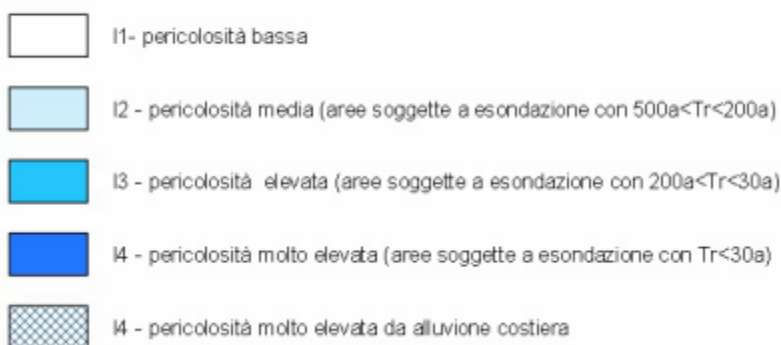 I1- pericolosità bassa
I2 - pericolosità media (aree soggette a esondazione con 500a<Tr<200a)
I3 - pericolosità elevata (aree soggette a esondazione con 200a<Tr<30a)
I4 - pericolosità molto elevata (aree soggette a esondazione con Tr<30a)
I4 - pericolosità molto elevata da alluvione costiera